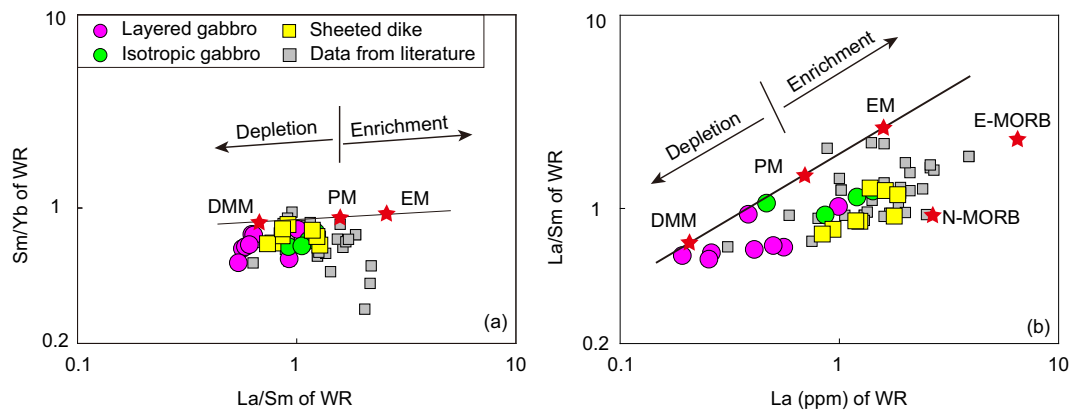 10
Layered gabbro
Sheeted dike
Isotropic gabbro
Data from literature
Depletion
Enrichment
DMM
PM
EM
1
0.2
0.1
1
10
Sm/Yb of WR
La/Sm of WR
(a)
10
Enrichment
Depletion
EM
E-MORB
PM
DMM
N-MORB
1
0.2
0.1
1
10
La/Sm of WR
La (ppm) of WR
(b)